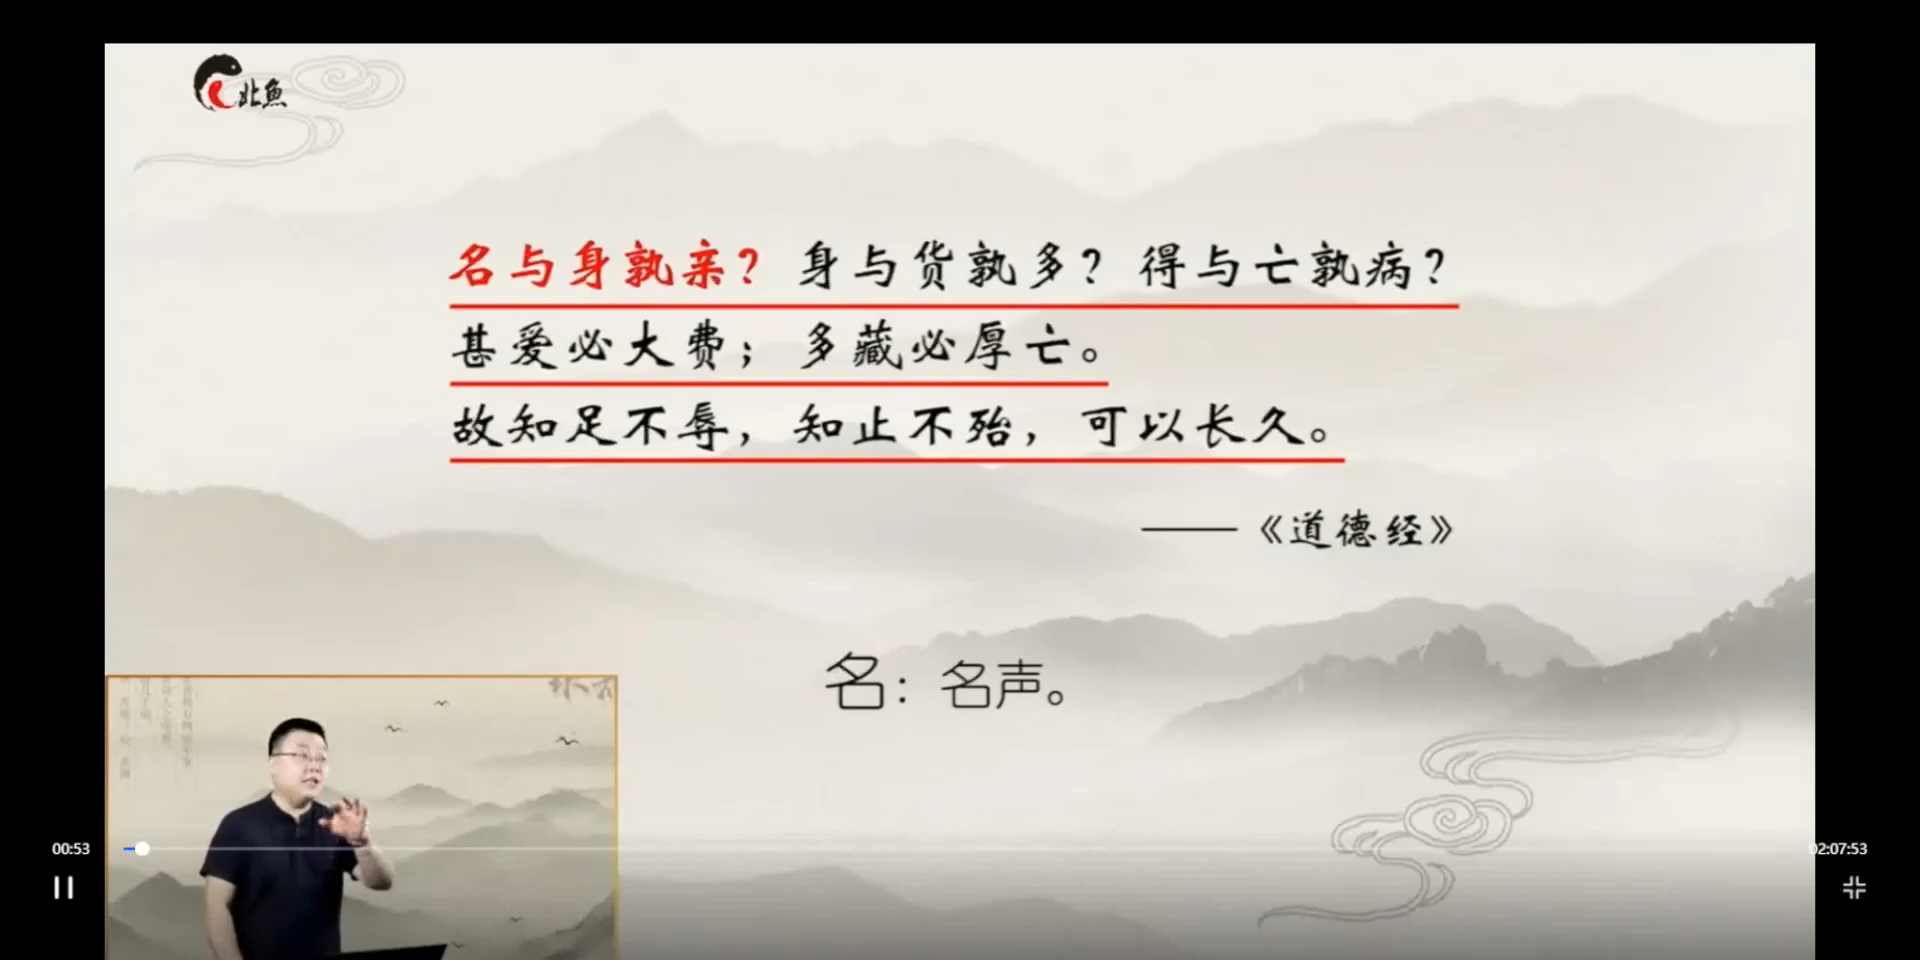 北魚
名与身孰亲？身与货孰多？得与亡孰病？
甚爱必大费；多藏必厚亡。
故知足不辱，知止不殆，可以长久。
——《道德经》
名：名声。
00:53
02:07:53